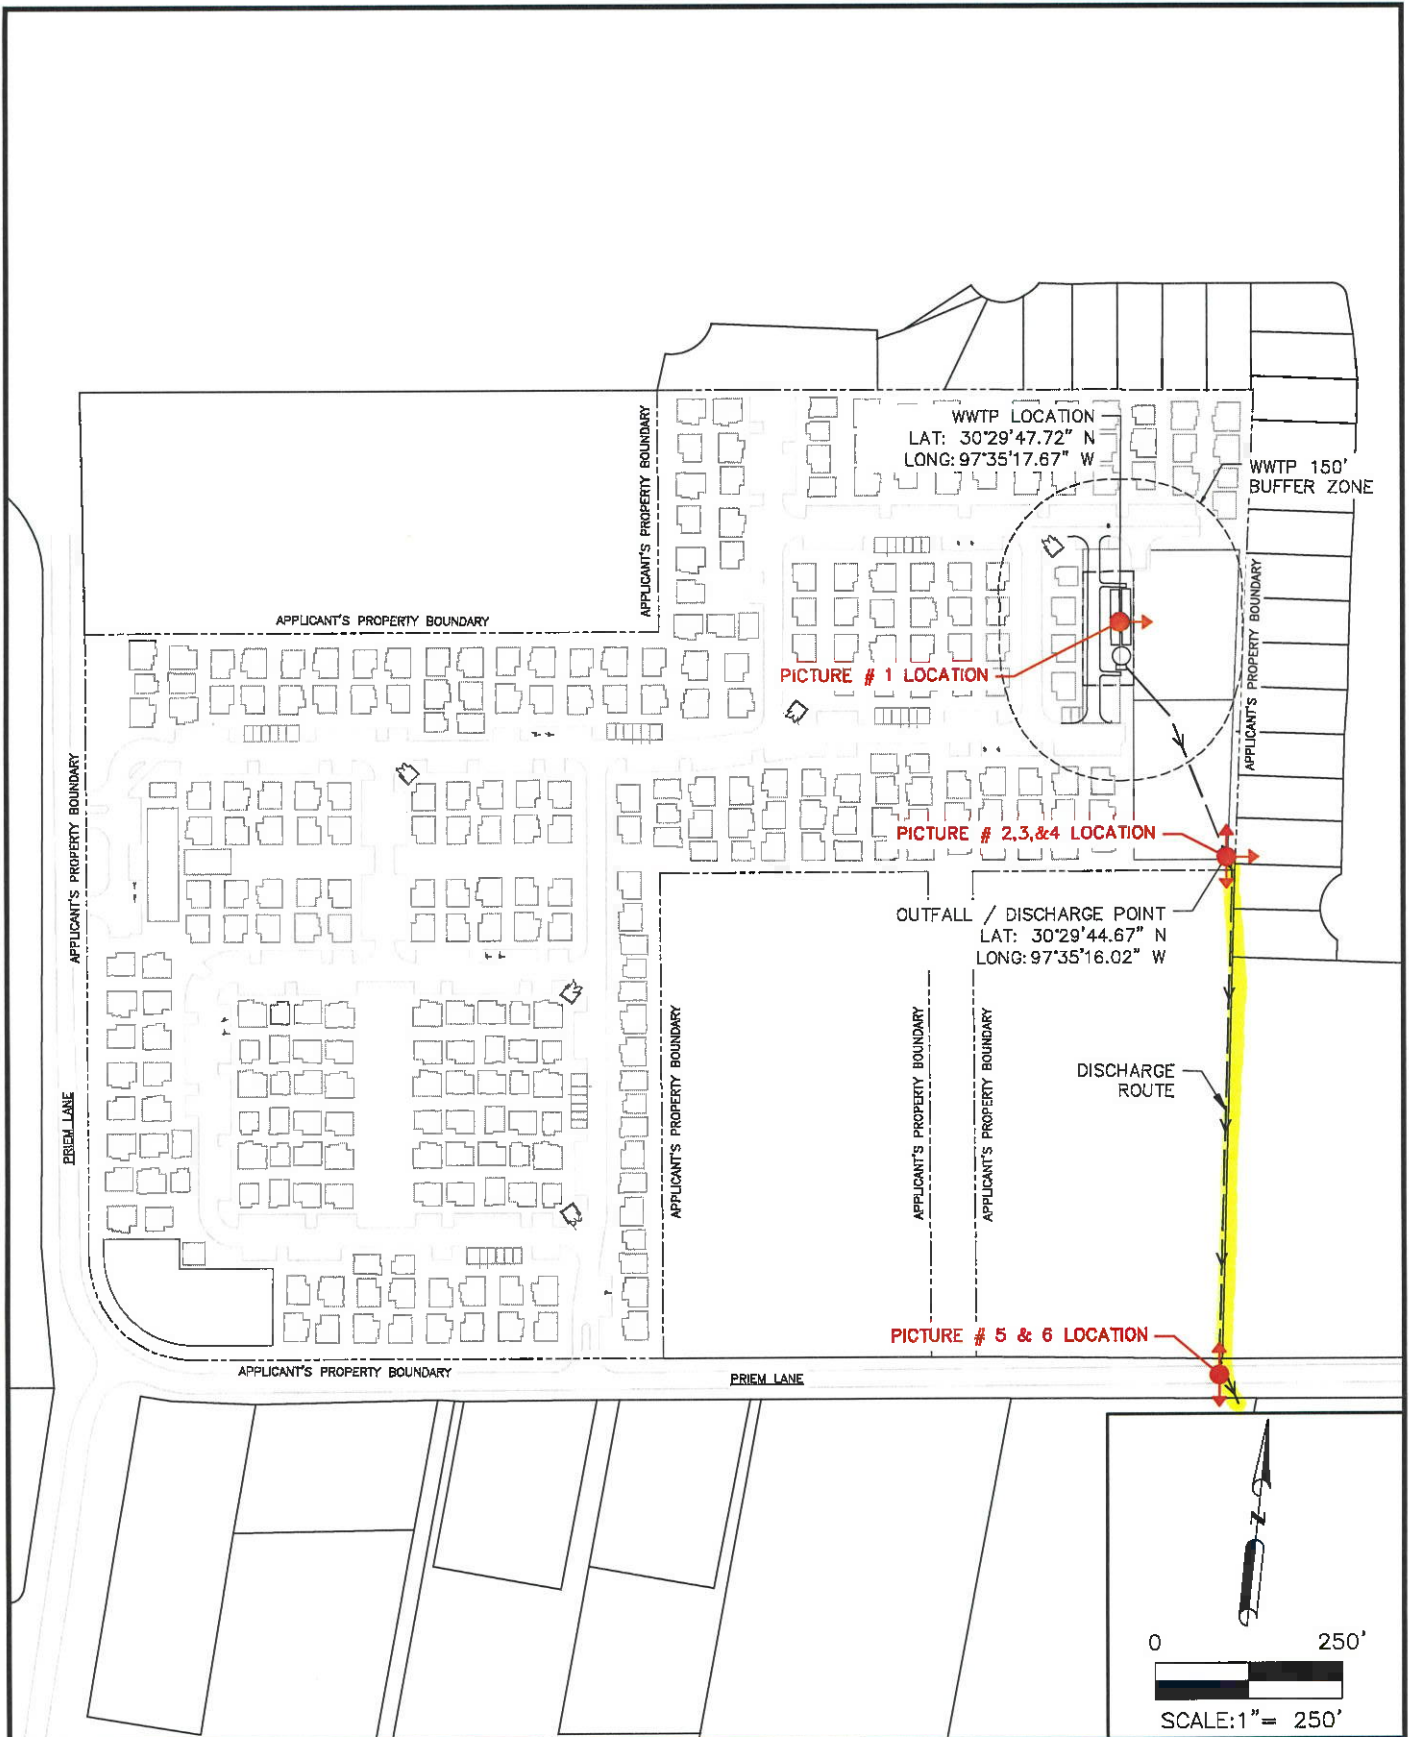 WWTP LOCATION
LAT: 30°29'47.72" N
LONG: 97°35'17.67" W
WWTP 150'
BUFFER ZONE
APPLICANT'S PROPERTY BOUNDARY
APPLICANT'S PROPERTY BOUNDARY
APPLICANT'S PROPERTY BOUNDARY
PICTURE # 1 LOCATION
APPLICANT'S PROPERTY BOUNDARY
PICTURE # 2,3,&4 LOCATION
OUTFALL / DISCHARGE POINT
LAT: 30°29'44.67" N
LONG: 97°35'16.02" W
APPLICANT'S PROPERTY BOUNDARY
APPLICANT'S PROPERTY BOUNDARY
APPLICANT'S PROPERTY BOUNDARY
DISCHARGE
ROUTE
PRIEM LANE
PICTURE # 5 & 6 LOCATION
APPLICANT'S PROPERTY BOUNDARY
PRIEM LANE
N
0 250'
SCALE:1"= 250'